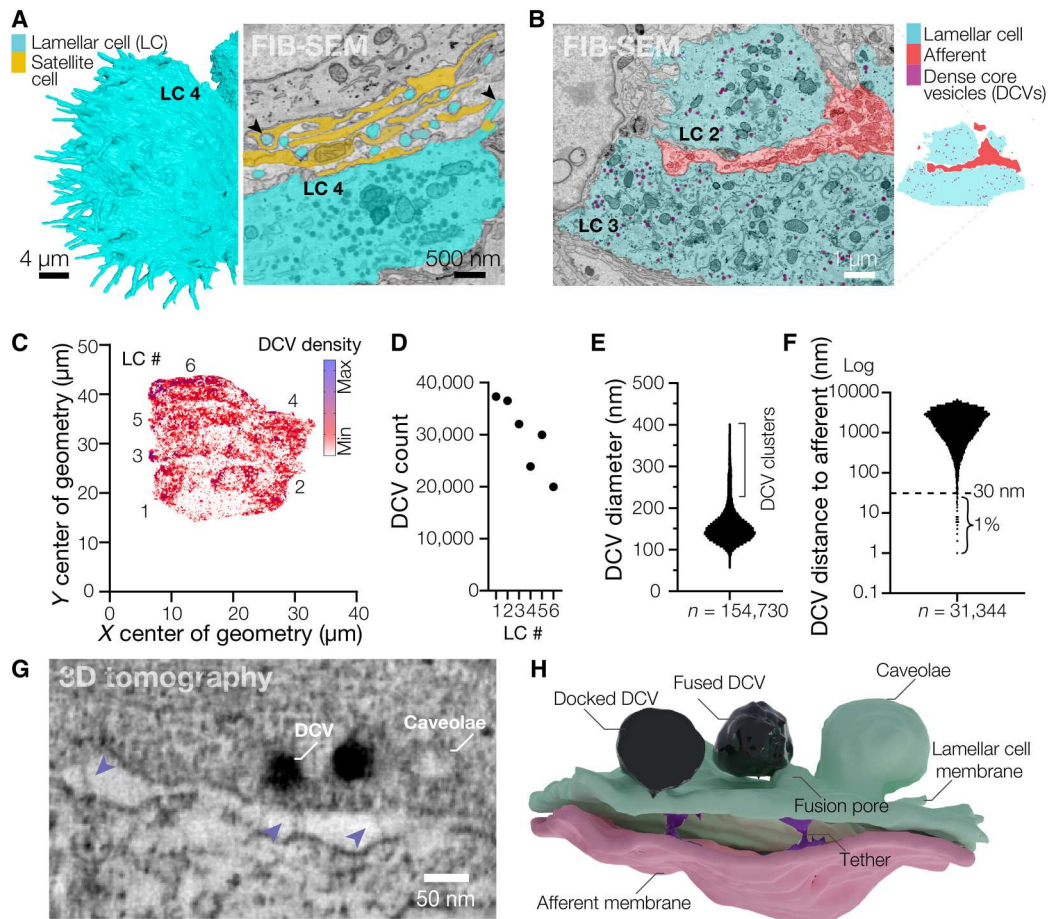 A
Lamellar cell (LC)
Satellite
cell
LC 4
4 µm
FIB-SEM
LC 4
500 nm
B
FIB-SEM
LC 2
LC 3
1 µm
Lamellar cell
Afferent
Dense core
vesicles (DCVs)
C
Y center of geometry (µm)
50
40
30
20
10
0
LC #
6
5
4
3
2
1
DCV density
Max
Min
0 10 20 30 40
X center of geometry (µm)
D
DCV count
40,000
30,000
20,000
10,000
0
123456
LC #
E
DCV diameter (nm)
500
400
300
200
100
0
DCV clusters
n = 154,730
F
DCV distance to afferent (nm)
Log
10000
1000
100
10
1
0.1
30 nm
1%
n = 31,344
G
3D tomography
DCV
Caveolae
50 nm
H
Docked DCV
Fused DCV
Caveolae
Lamellar cell
membrane
Fusion pore
Tether
Afferent membrane